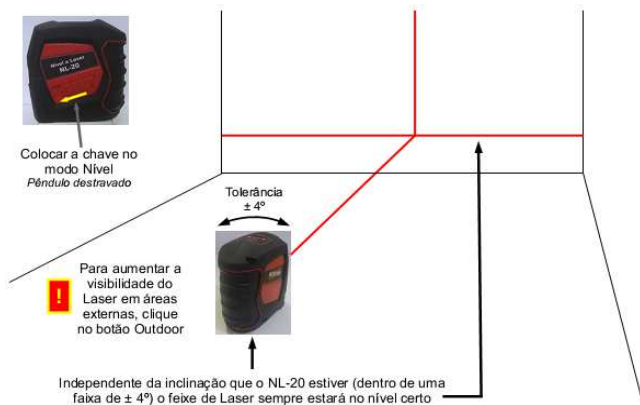 Nível a Laser
NL-20
Colocar a chave no
modo Nível
Pêndulo destravado
Tolerância
± 4º
!
Para aumentar a
visibilidade do
Laser em áreas
externas, clique
no botão Outdoor
Independente da inclinação que o NL-20 estiver (dentro de uma
faixa de ± 4º) o feixe de Laser sempre estará no nível certo